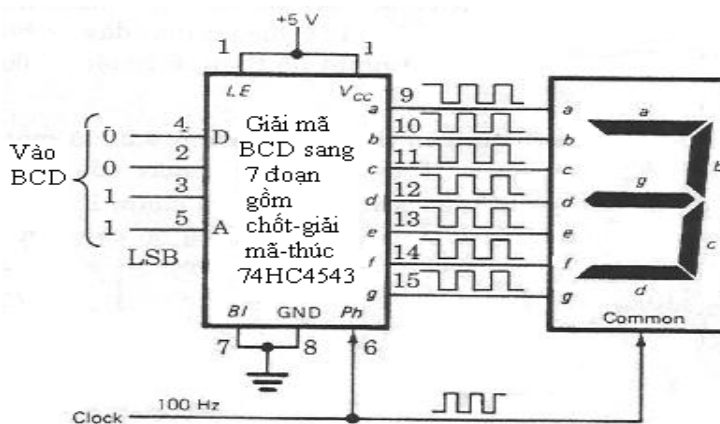 +5 V
1
1
LE
VCC
Vào
BCD
0
0
1
1
4
2
3
5
D
A
LSB
Giải mã
BCD sang
7 đoạn
gồm
chốt-giải
mã-thúc
74HC4543
a
b
c
d
e
f
g
9
10
11
12
13
14
15
a
b
c
d
e
f
g
a
b
g
c
d
Common
BI
GND
Ph
7
8
6
Clock
100 Hz